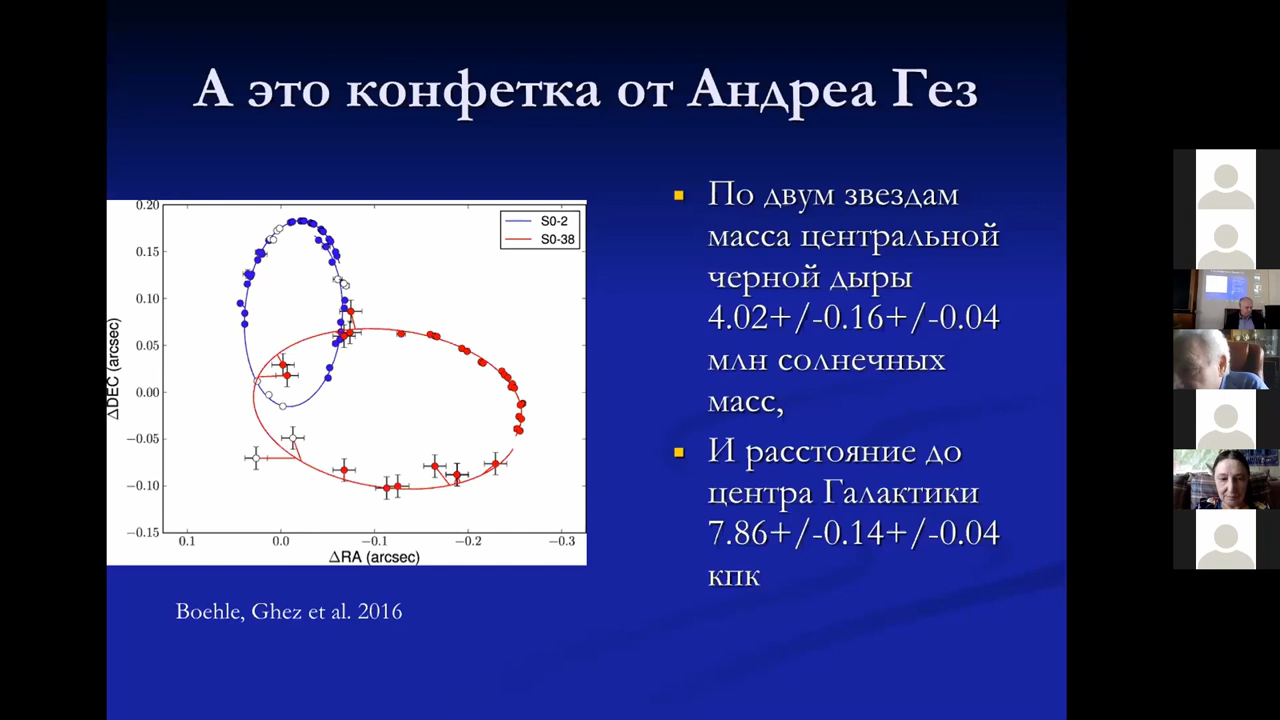 А это конфетка от Андреа Гез
0.20
0.15
0.10
0.05
0.00
−0.05
−0.10
−0.15
ΔDEC (arcsec)
S0-2
S0-38
0.1
0.0
−0.1
−0.2
−0.3
ΔRA (arcsec)
Boehle, Ghez et al. 2016
По двум звездам
масса центральной
черной дыры
4.02+/-0.16+/-0.04
млн солнечных
масс,
И расстояние до
центра Галактики
7.86+/-0.14+/-0.04
кпк